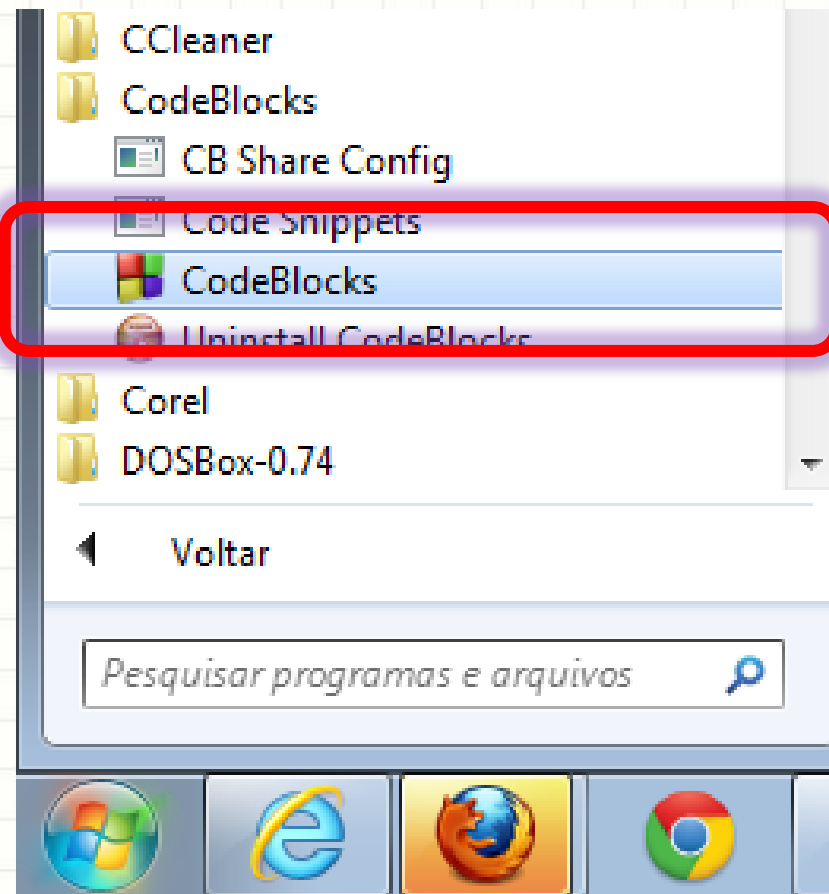 CCleaner
CodeBlocks
CB Share Config
Code Snippets
CodeBlocks
Uninstall CodeBlocks
Corel
DOSBox-0.74
Voltar
Pesquisar programas e arquivos